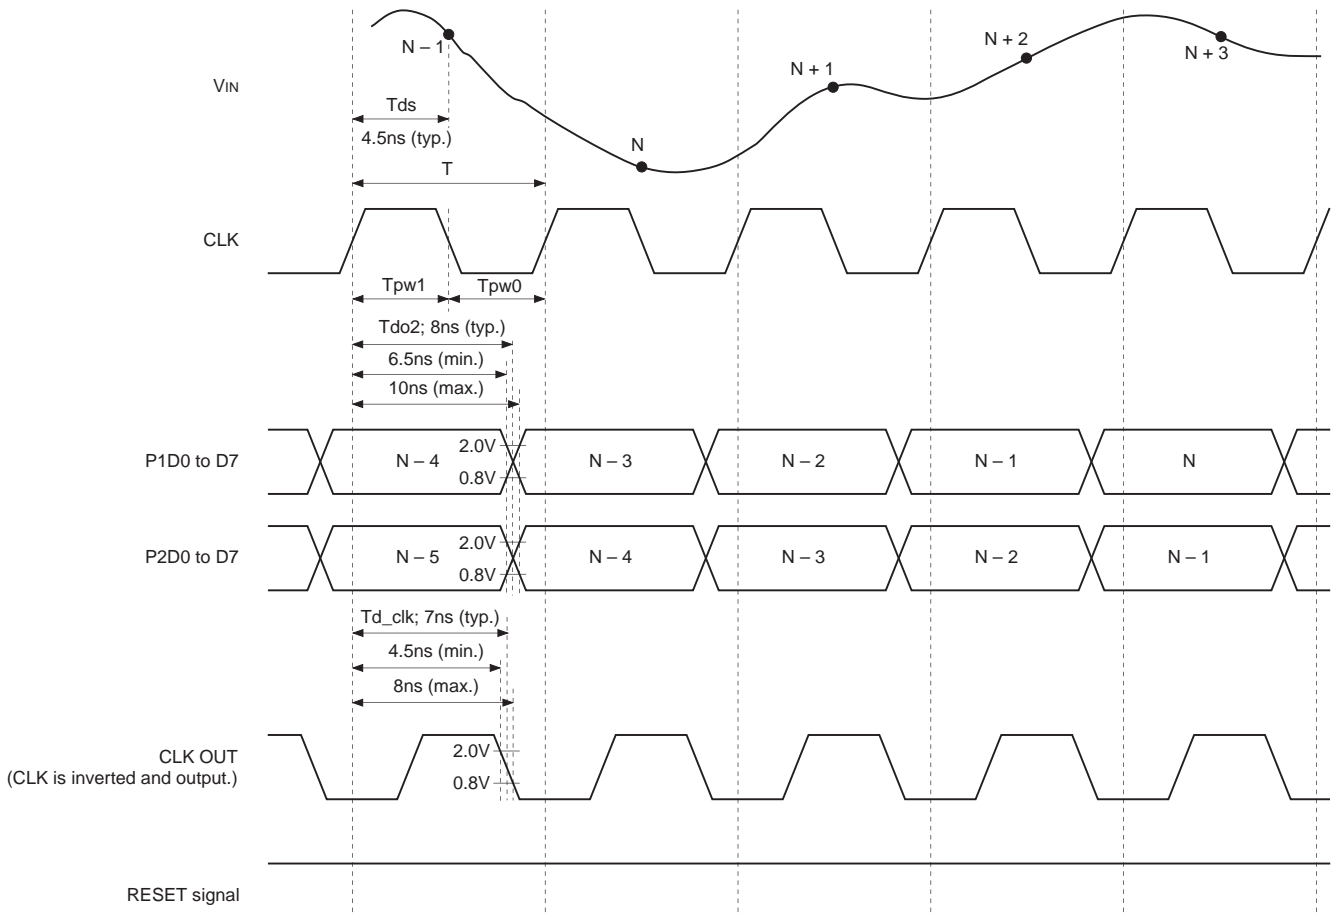 N – 1
N + 2
N + 3
N + 1
VIN
Tds
4.5ns (typ.)
N
T
CLK
Tpw1
Tpw0
Tdo2; 8ns (typ.)
6.5ns (min.)
10ns (max.)
P1D0 to D7
N – 4
2.0V
0.8V
N – 3
N – 2
N – 1
N
P2D0 to D7
N – 5
2.0V
0.8V
N – 4
N – 3
N – 2
N – 1
Td_clk; 7ns (typ.)
4.5ns (min.)
8ns (max.)
CLK OUT
(CLK is inverted and output.)
2.0V
0.8V
RESET signal